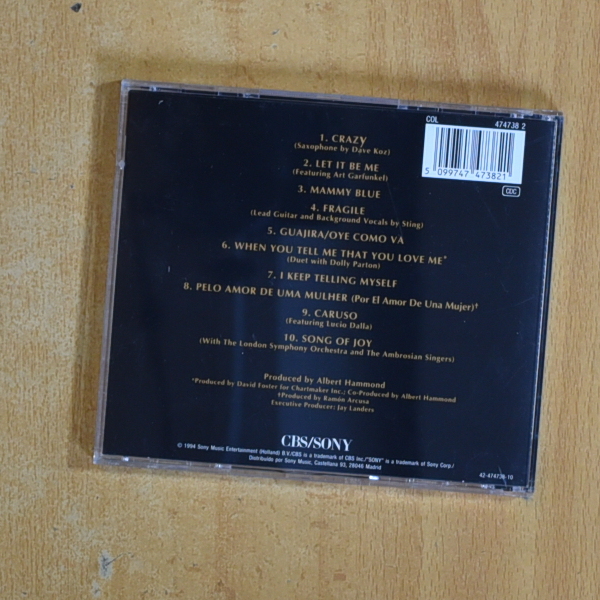 COL 474738 2
5 099747 473821
CDC
1. CRAZy
(Saxophone by Dave Koz)
2. LET IT BE ME
(Featuring Art Garfunkel)
3. MAMMY BLUE
4. FRAGILE
(Lead Guitar and Background Vocals by Sting)
5. GUAJIRA/OYE COMO VÀ
6. WHEN YOU TELL ME THAT YOU LOVE ME*
(Duet with Dolly Parton)
7. I KEEP TELLING MYSELF
8. PELO AMOR DE UMA MULHER (Por El Amor De Una Mujer)†
9. CARUSO
(Featuring Lucio Dalla)
10. SONG OF JOY
(With The London Symphony Orchestra and The Ambrosian Singers)
Produced by Albert Hammond
*Produced by David Foster for Chartmaker Inc.; Co-Produced by Albert Hammond
†Produced by Ramón Arcusa
Executive Producer: Jay Landers
CBS/SONY
© 1994 Sony Music Entertainment (Holland) B.V./CBS is a trademark of CBS Inc./"SONY" is a trademark of Sony Corp./
Distribuido por Sony Music, Castellana 93, 28046 Madrid
42-474738-10